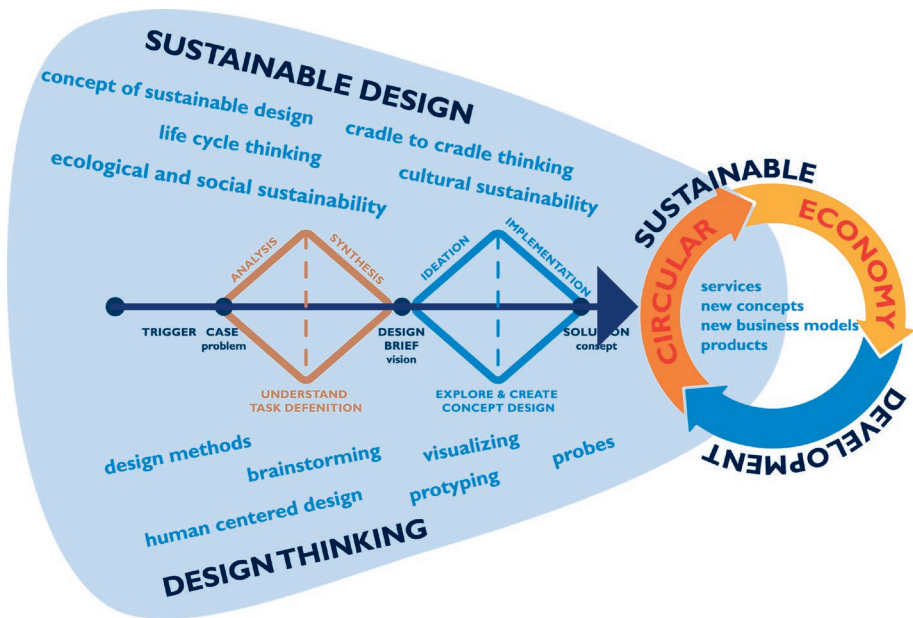 SUSTAINABLE DESIGN
concept of sustainable design
cradle to cradle thinking
life cycle thinking
ecological and social sustainability
cultural sustainability
ANALYSIS
SYNTHESIS
IDEATION
IMPLEMENTATION
TRIGGER
CASE
problem
DESIGN
BRIEF
vision
SOLUTION
consept
UNDERSTAND
TASK DEFENITION
EXPLORE & CREATE
CONCEPT DESIGN
design methods
brainstorming
visualizing
probes
human centered design
protyping
DESIGN THINKING
SUSTAINABLE
DEVELOPMENT
CIRCULAR
ECONOMY
services
new concepts
new business models
products